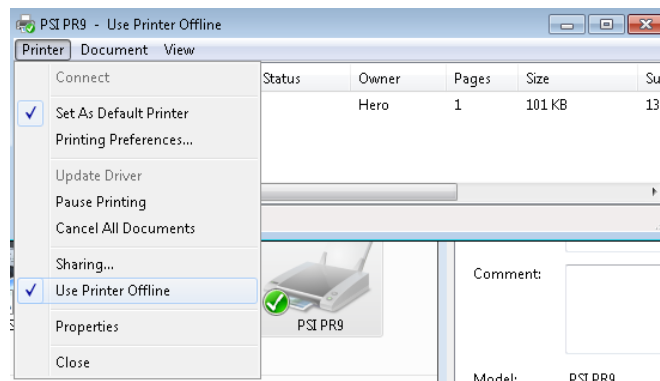 PSI PR9 - Use Printer Offline
Printer Document View
Connect
Set As Default Printer
Printing Preferences...
Update Driver
Pause Printing
Cancel All Documents
Sharing...
Use Printer Offline
Properties
Close
Status Owner Pages Size Su
Hero 1 101 KB 13
PSI PR9
Comment:
Model: PSI PR9